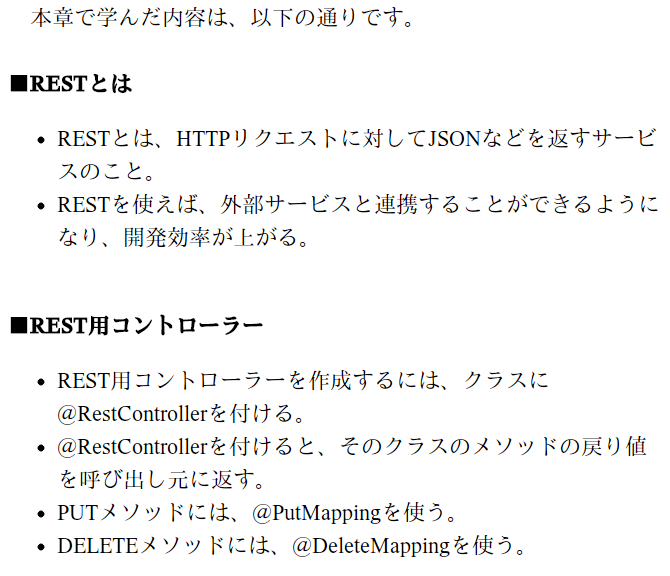 本章で学んだ内容は、以下の通りです。
■RESTとは
• RESTとは、HTTPリクエストに対してJSONなどを返すサービ
スのこと。
• RESTを使えば、外部サービスと連携することができるように
なり、開発効率が上がる。
■REST用コントローラー
• REST用コントローラーを作成するには、クラスに
@RestControllerを付ける。
• @RestControllerを付けると、そのクラスのメソッドの戻り値
を呼び出し元に返す。
• PUTメソッドには、@PutMappingを使う。
• DELETEメソッドには、@DeleteMappingを使う。